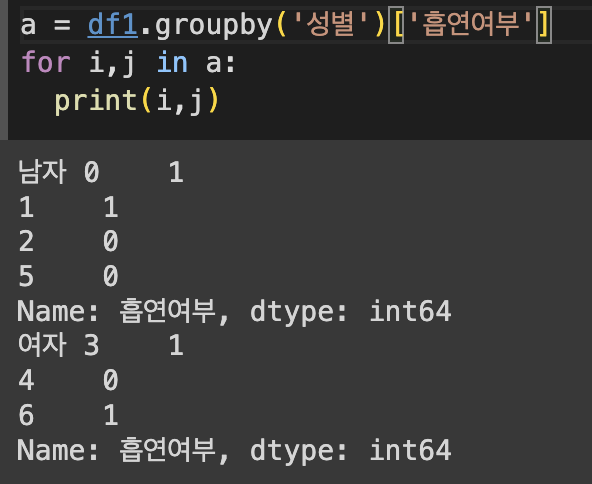 a = df1.groupby('성별')['흡연여부']
for i,j in a:
  print(i,j)
남자 0    1
1    1
2    0
5    0
Name: 흡연여부, dtype: int64
여자 3    1
4    0
6    1
Name: 흡연여부, dtype: int64